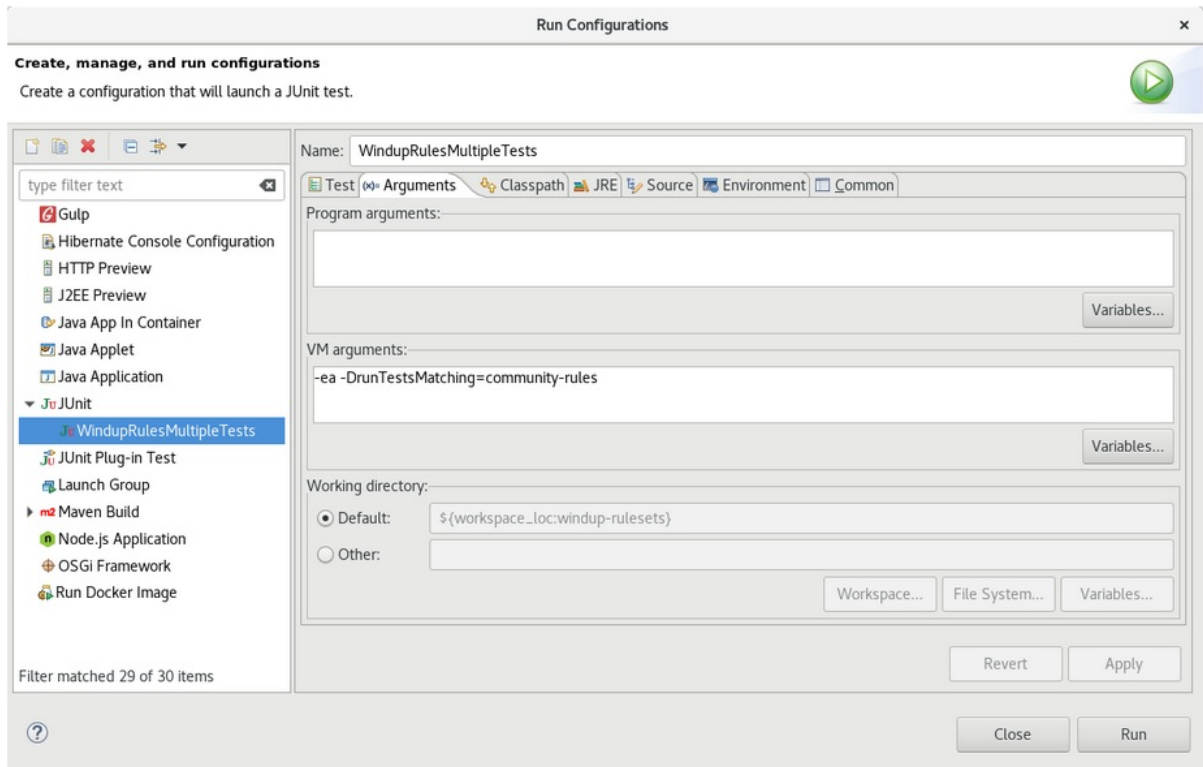 Run Configurations
Create, manage, and run configurations
Create a configuration that will launch a JUnit test.
type filter text
Gulp
Hibernate Console Configuration
HTTP Preview
J2EE Preview
Java App In Container
Java Applet
Java Application
JUnit
WindupRulesMultipleTests
JUnit Plug-in Test
Launch Group
m2 Maven Build
Node.js Application
OSGi Framework
Run Docker Image
Filter matched 29 of 30 items
Name: WindupRulesMultipleTests
Test (x)= Arguments Classpath JRE Source Environment Common
Program arguments:
Variables...
VM arguments:
-ea -DrunTestsMatching=community-rules
Variables...
Working directory:
Default: ${workspace_loc:windup-rulesets}
Other:
Workspace... File System... Variables...
Revert Apply
? Close Run